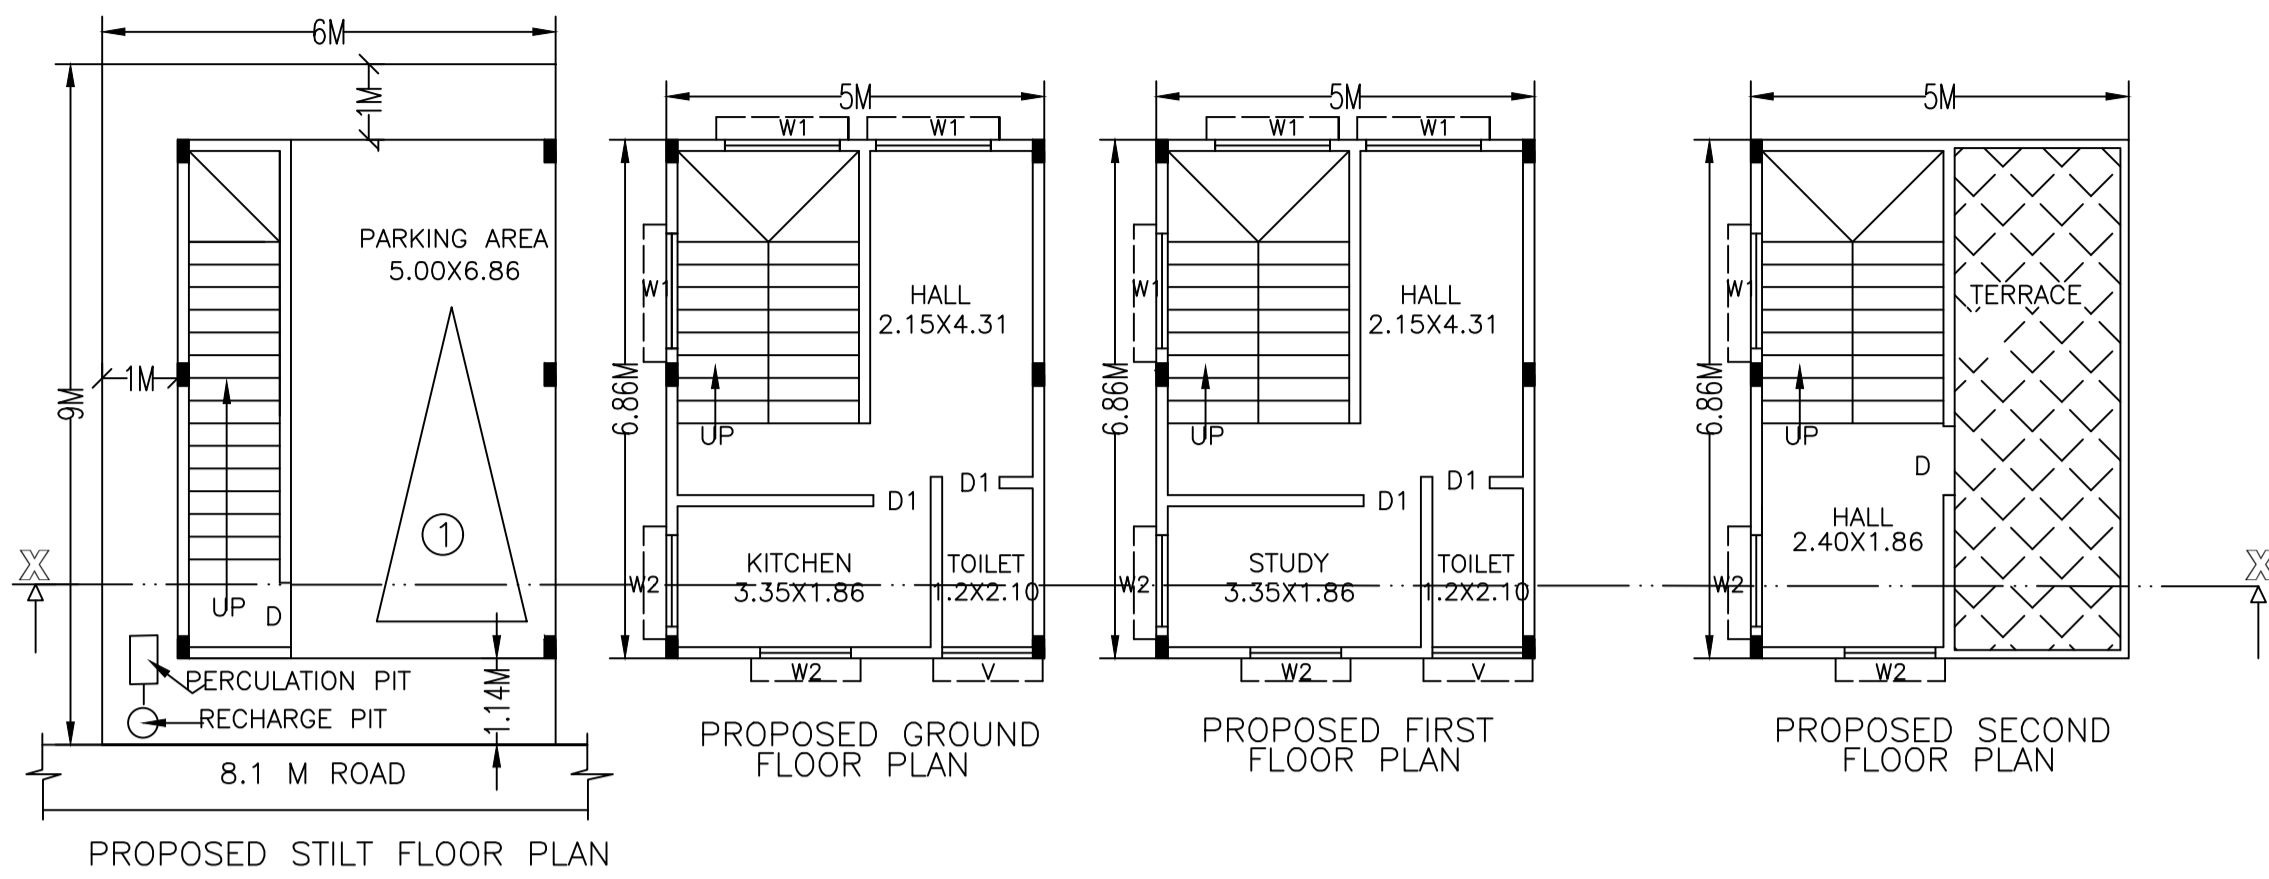 6M
1M
9M
1M
PARKING AREA
5.00X6.86
1
UP
D
PERCULATION PIT
RECHARGE PIT
1.14M
8.1 M ROAD
PROPOSED STILT FLOOR PLAN
X
5M
W1
W1
W1
6.86M
HALL
2.15X4.31
UP
D1
D1
KITCHEN
3.35X1.86
TOILET
1.2X2.10
W2
W2
V
PROPOSED GROUND
FLOOR PLAN
5M
W1
W1
W1
6.86M
HALL
2.15X4.31
UP
D1
D1
STUDY
3.35X1.86
TOILET
1.2X2.10
W2
W2
V
PROPOSED FIRST
FLOOR PLAN
5M
W1
6.86M
TERRACE
UP
D
HALL
2.40X1.86
W2
W2
PROPOSED SECOND
FLOOR PLAN
X